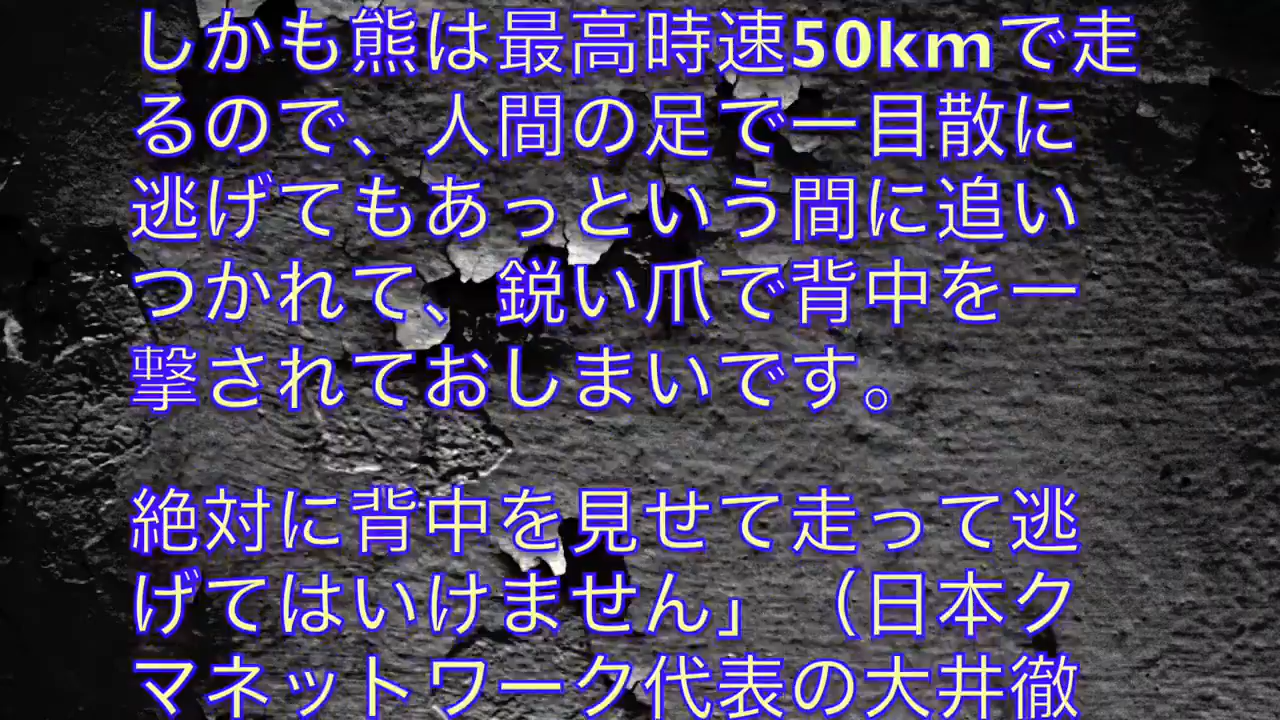 しかも熊は最高時速50kmで走
るので、人間の足で一目散に
逃げてもあっという間に追い
つかれて、鋭い爪で背中を一
撃されておしまいです。
絶対に背中を見せて走って逃
げてはいけません」（日本ク
マネットワーク代表の大井徹